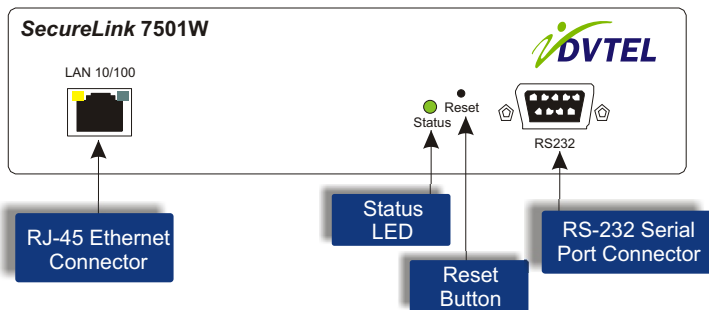 SecureLink 7501W
DVTEL
LAN 10/100
Reset
Status
RS232
RJ-45 Ethernet
Connector
Status
LED
Reset
Button
RS-232 Serial
Port Connector